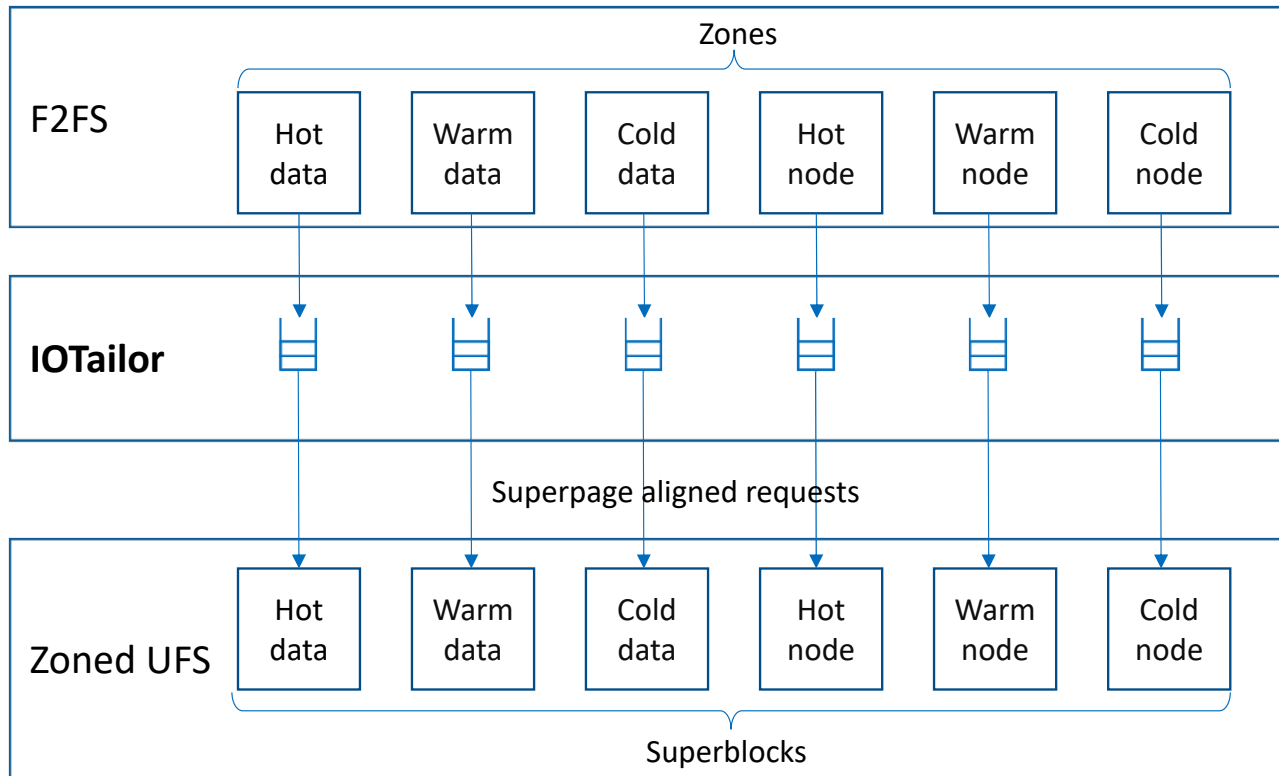 Zones
F2FS
Hot
data
Warm
data
Cold
data
Hot
node
Warm
node
Cold
node
IOTailor
Superpage aligned requests
Zoned UFS
Hot
data
Warm
data
Cold
data
Hot
node
Warm
node
Cold
node
Superblocks